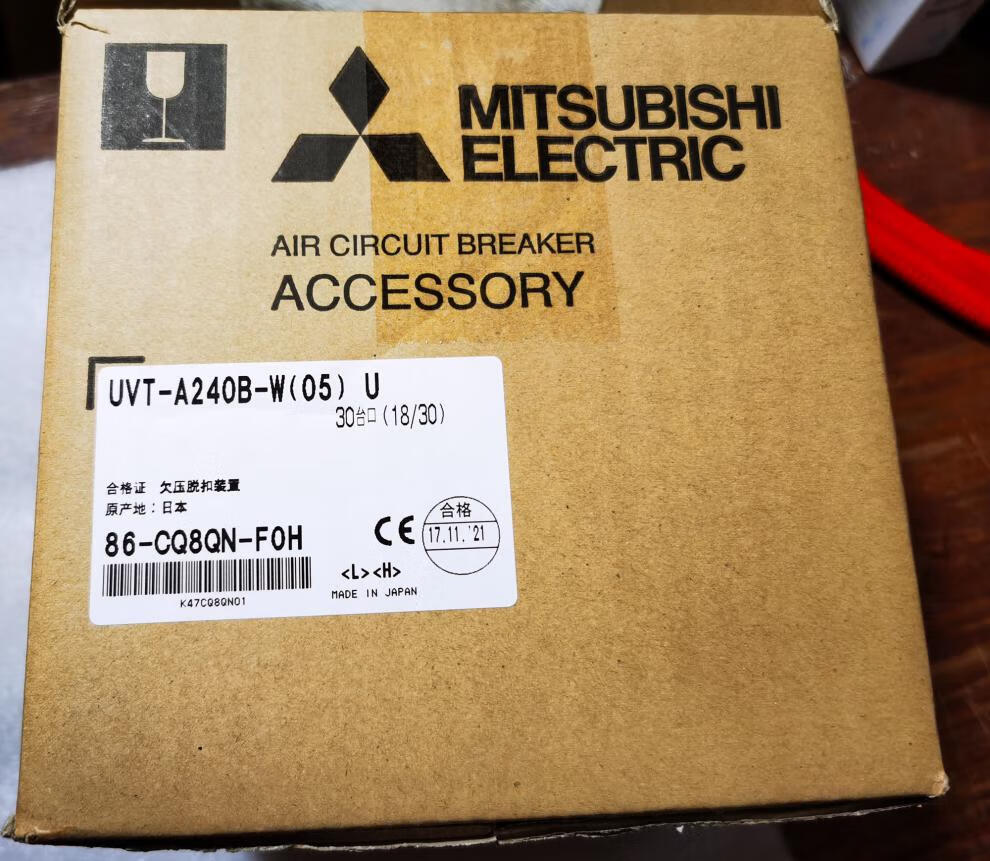 MITSUBISHI
ELECTRIC
AIR CIRCUIT BREAKER
ACCESSORY
UVT-A240B-W(05) U
30台口(18/30)
合格证 欠压脱扣装置
原产地：日本
86-CQ8QN-F0H
CE
合格
17.11.'21
<L><H>
MADE IN JAPAN
K47CQ8QN01